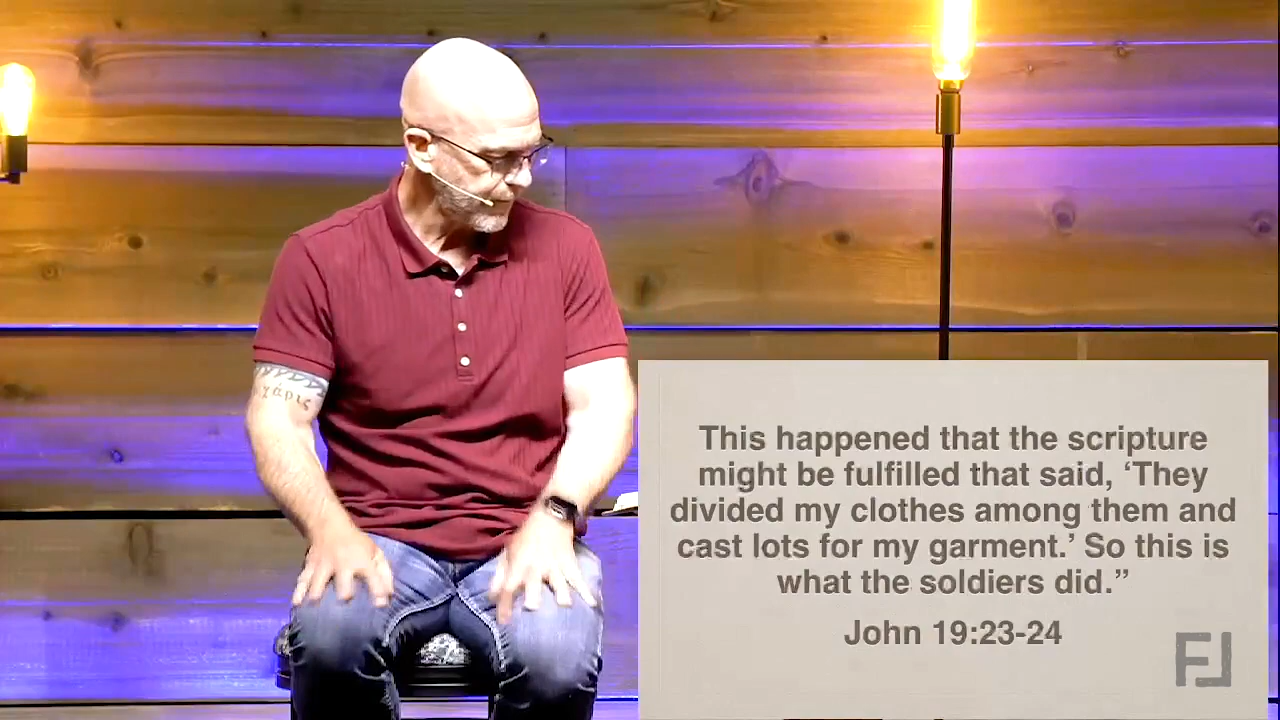 χάρις
This happened that the scripture
might be fulfilled that said, ‘They
divided my clothes among them and
cast lots for my garment.’ So this is
what the soldiers did.”
John 19:23-24
FJ